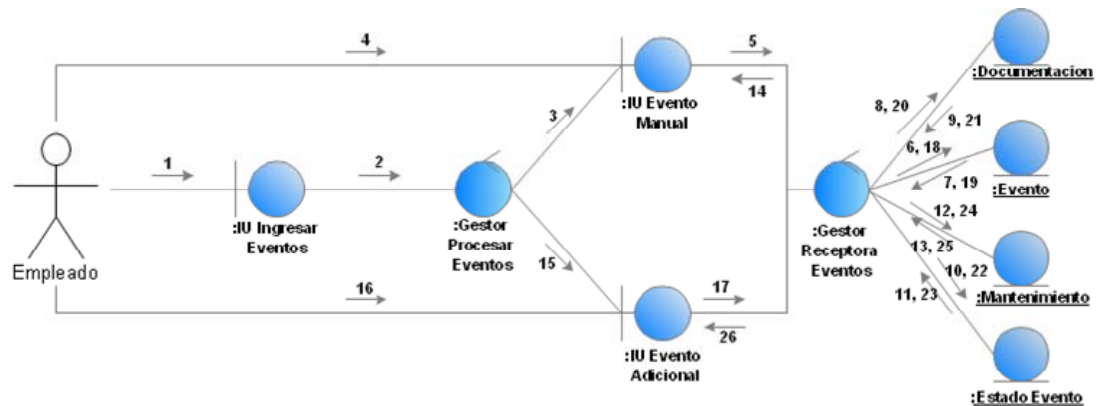 4
5
:Documentacion
:IU Evento
Manual
14
8, 20
9, 21
3
6, 18
1
2
7, 19
:Evento
12, 24
:IU Ingresar
Eventos
:Gestor
Procesar
Eventos
:Gestor
Receptora
Eventos
13, 25
10, 22
Empleado
15
11, 23
:Mantenimiento
16
17
26
:IU Evento
Adicional
:Estado Evento